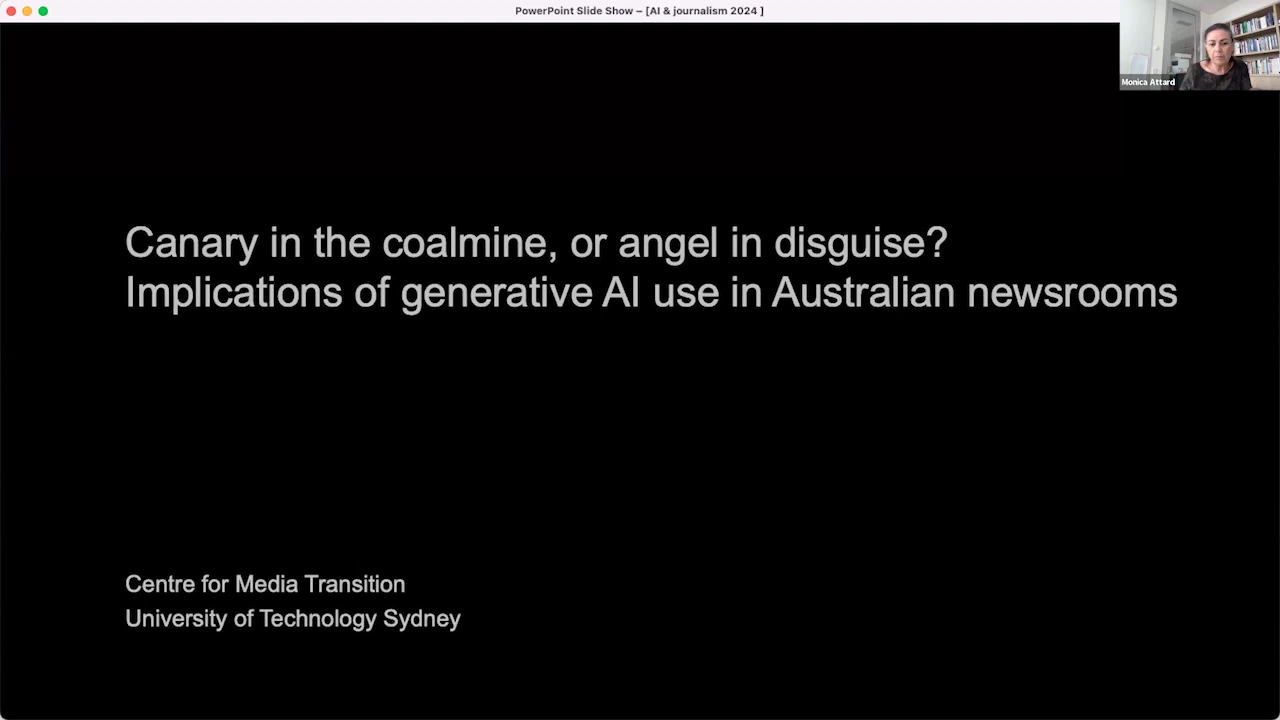 PowerPoint Slide Show – [AI & journalism 2024 ]
Monica Attard
Canary in the coalmine, or angel in disguise?
Implications of generative AI use in Australian newsrooms
Centre for Media Transition
University of Technology Sydney